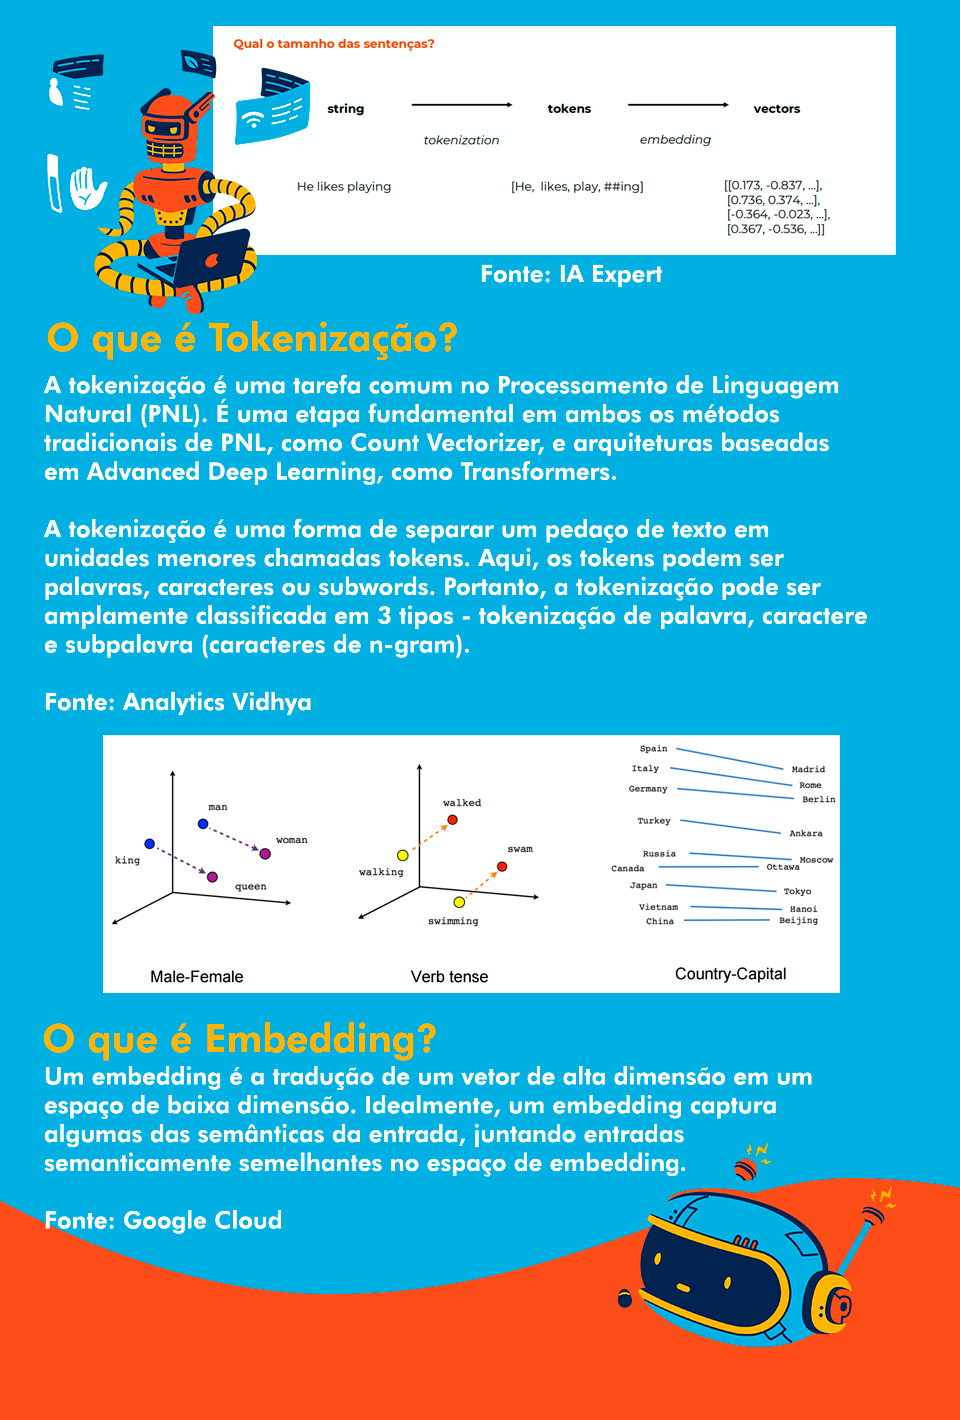 Qual o tamanho das sentenças?
string tokens vectors
tokenization embedding
He likes playing [He, likes, play, ##ing] [[0.173, -0.837, ...],
[0.736, 0.374, ...],
[-0.364, -0.023, ...],
[0.367, -0.536, ...]]
Fonte: IA Expert
O que é Tokenização?
A tokenização é uma tarefa comum no Processamento de Linguagem
Natural (PNL). É uma etapa fundamental em ambos os métodos
tradicionais de PNL, como Count Vectorizer, e arquiteturas baseadas
em Advanced Deep Learning, como Transformers.
A tokenização é uma forma de separar um pedaço de texto em
unidades menores chamadas tokens. Aqui, os tokens podem ser
palavras, caracteres ou subwords. Portanto, a tokenização pode ser
amplamente classificada em 3 tipos - tokenização de palavra, caractere
e subpalavra (caracteres de n-gram).
Fonte: Analytics Vidhya
man
woman
king
queen
Male-Female
walked
swam
walking
swimming
Verb tense
Spain Madrid
Italy Rome
Germany Berlin
Turkey Ankara
Russia Moscow
Canada Ottawa
Japan Tokyo
Vietnam Hanoi
China Beijing
Country-Capital
O que é Embedding?
Um embedding é a tradução de um vetor de alta dimensão em um
espaço de baixa dimensão. Idealmente, um embedding captura
algumas das semânticas da entrada, juntando entradas
semanticamente semelhantes no espaço de embedding.
Fonte: Google Cloud